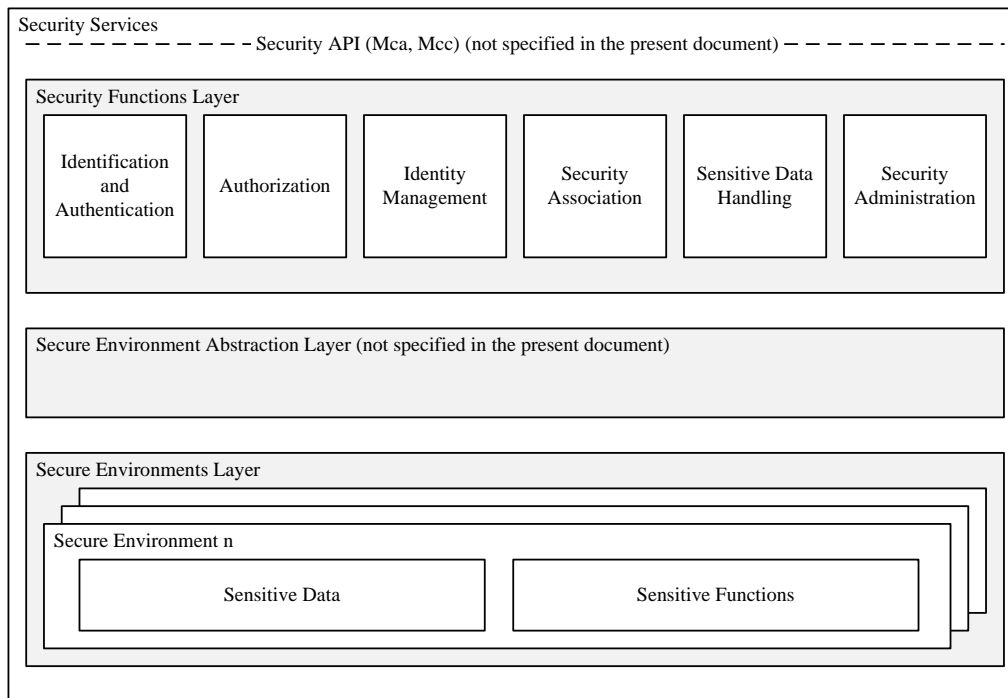 Security Services
Security API (Mca, Mcc) (not specified in the present document)
Security Functions Layer
Identification
and
Authentication
Authorization
Identity
Management
Security
Association
Sensitive Data
Handling
Security
Administration
Secure Environment Abstraction Layer (not specified in the present document)
Secure Environments Layer
Secure Environment n
Sensitive Data
Sensitive Functions